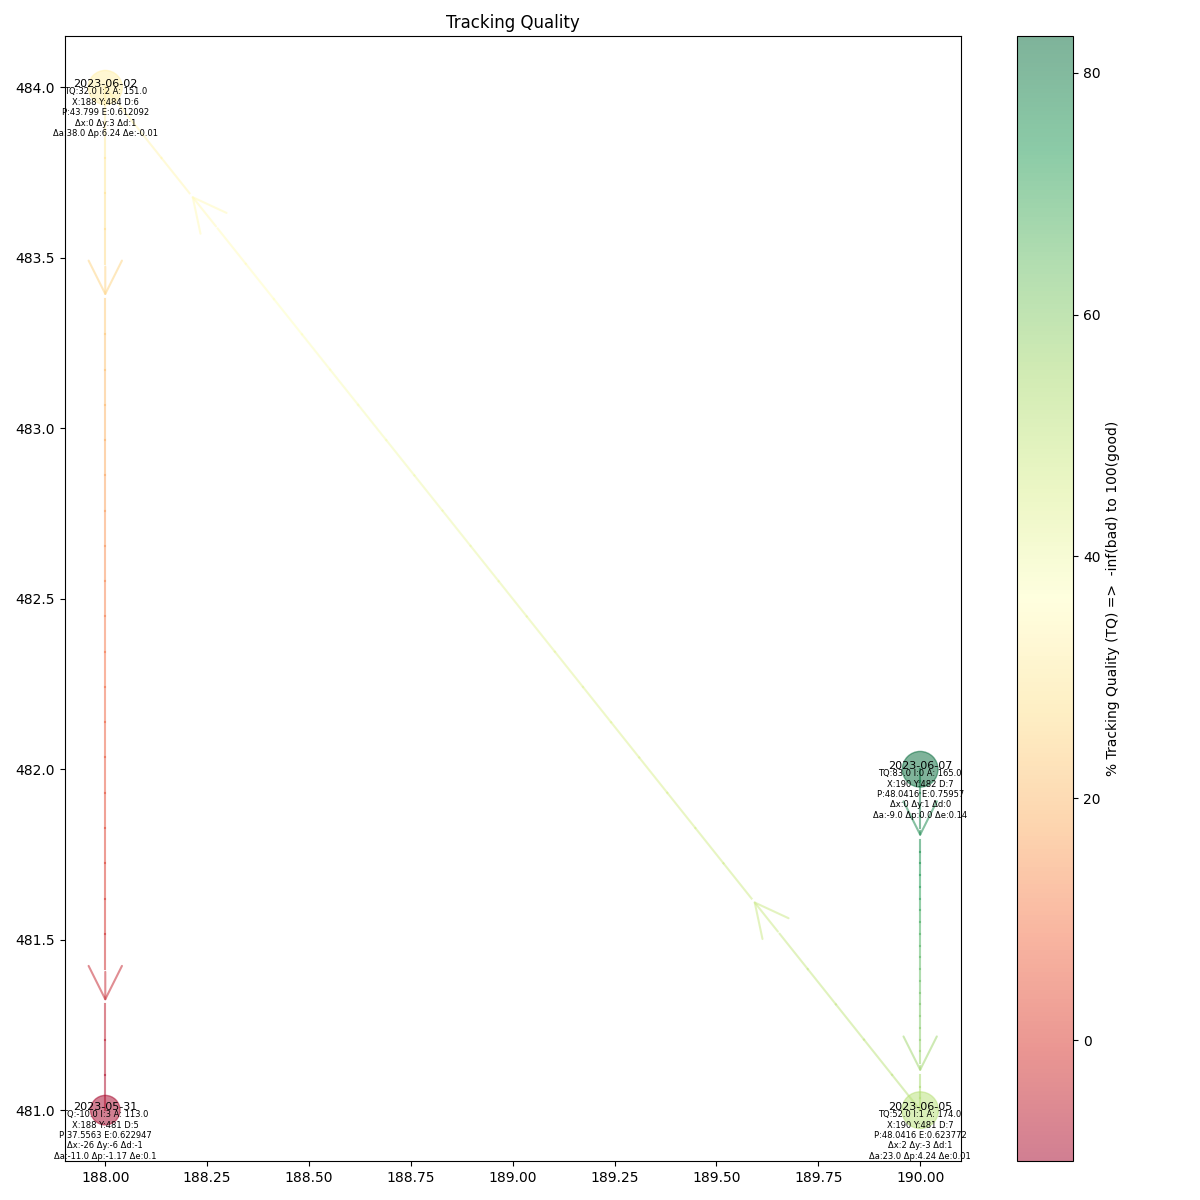 Tracking Quality
484.0
483.5
483.0
482.5
482.0
481.5
481.0
2023-06-02
TQ:32.0 I:2 A: 151.0
X:188 Y:484 D:6
P:43.799 E:0.612092
Δx:0 Δy:3 Δd:1
Δa:38.0 Δp:6.24 Δe:-0.01
2023-06-07
TQ:83.0 I:0 A: 165.0
X:190 Y:482 D:7
P:48.0416 E:0.75957
Δx:0 Δy:1 Δd:0
Δa:-9.0 Δp:0.0 Δe:0.14
2023-05-31
TQ:-10.0 I:3 A: 113.0
X:188 Y:481 D:5
P:37.5563 E:0.622947
Δx:-26 Δy:-6 Δd:-1
Δa:-11.0 Δp:-1.17 Δe:0.1
2023-06-05
TQ:52.0 I:1 A: 174.0
X:190 Y:481 D:7
P:48.0416 E:0.623772
Δx:2 Δy:-3 Δd:1
Δa:23.0 Δp:4.24 Δe:0.01
188.00
188.25
188.50
188.75
189.00
189.25
189.50
189.75
190.00
80
60
40
20
0
% Tracking Quality (TQ) => -inf(bad) to 100(good)